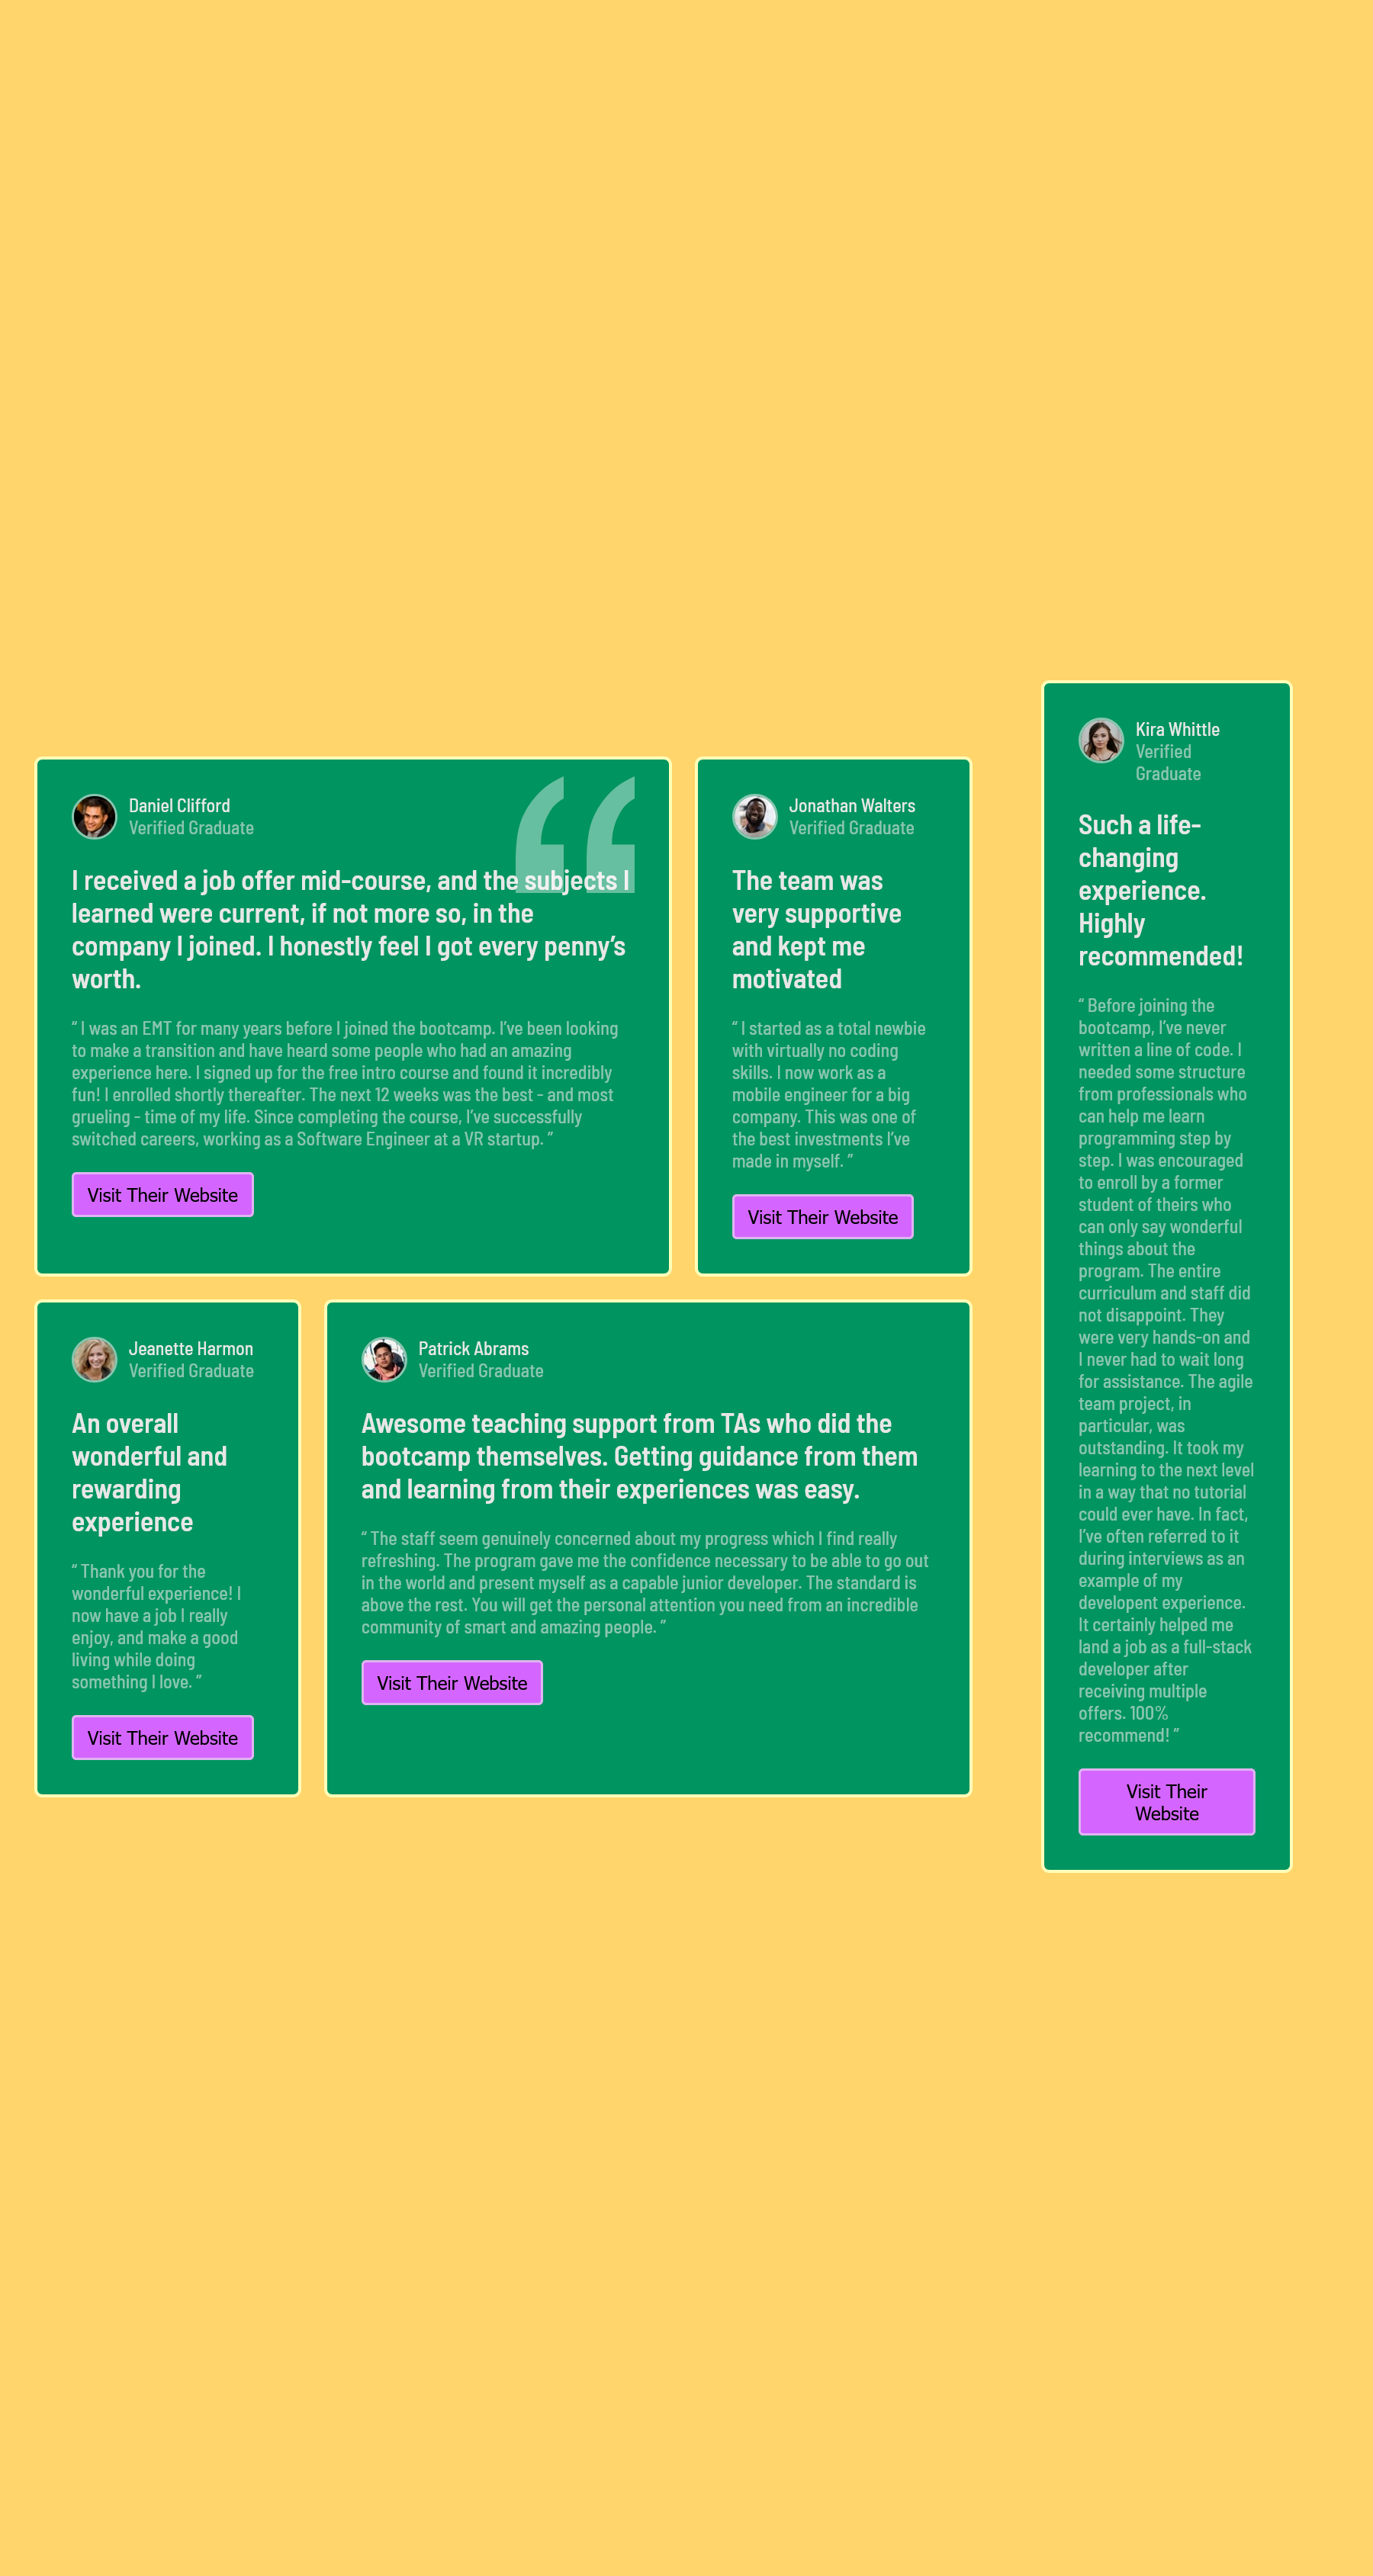 Daniel Clifford
Verified Graduate
I received a job offer mid-course, and the subjects I
learned were current, if not more so, in the
company I joined. I honestly feel I got every penny’s
worth.
“ I was an EMT for many years before I joined the bootcamp. I’ve been looking
to make a transition and have heard some people who had an amazing
experience here. I signed up for the free intro course and found it incredibly
fun! I enrolled shortly thereafter. The next 12 weeks was the best - and most
grueling - time of my life. Since completing the course, I’ve successfully
switched careers, working as a Software Engineer at a VR startup. ”
Visit Their Website
Jonathan Walters
Verified Graduate
The team was
very supportive
and kept me
motivated
“ I started as a total newbie
with virtually no coding
skills. I now work as a
mobile engineer for a big
company. This was one of
the best investments I’ve
made in myself. ”
Visit Their Website
Jeanette Harmon
Verified Graduate
An overall
wonderful and
rewarding
experience
“ Thank you for the
wonderful experience! I
now have a job I really
enjoy, and make a good
living while doing
something I love. ”
Visit Their Website
Patrick Abrams
Verified Graduate
Awesome teaching support from TAs who did the
bootcamp themselves. Getting guidance from them
and learning from their experiences was easy.
“ The staff seem genuinely concerned about my progress which I find really
refreshing. The program gave me the confidence necessary to be able to go out
in the world and present myself as a capable junior developer. The standard is
above the rest. You will get the personal attention you need from an incredible
community of smart and amazing people. ”
Visit Their Website
Kira Whittle
Verified
Graduate
Such a life-
changing
experience.
Highly
recommended!
“ Before joining the
bootcamp, I’ve never
written a line of code. I
needed some structure
from professionals who
can help me learn
programming step by
step. I was encouraged
to enroll by a former
student of theirs who
can only say wonderful
things about the
program. The entire
curriculum and staff did
not disappoint. They
were very hands-on and
I never had to wait long
for assistance. The agile
team project, in
particular, was
outstanding. It took my
learning to the next level
in a way that no tutorial
could ever have. In fact,
I’ve often referred to it
during interviews as an
example of my
developent experience.
It certainly helped me
land a job as a full-stack
developer after
receiving multiple
offers. 100%
recommend! ”
Visit Their
Website